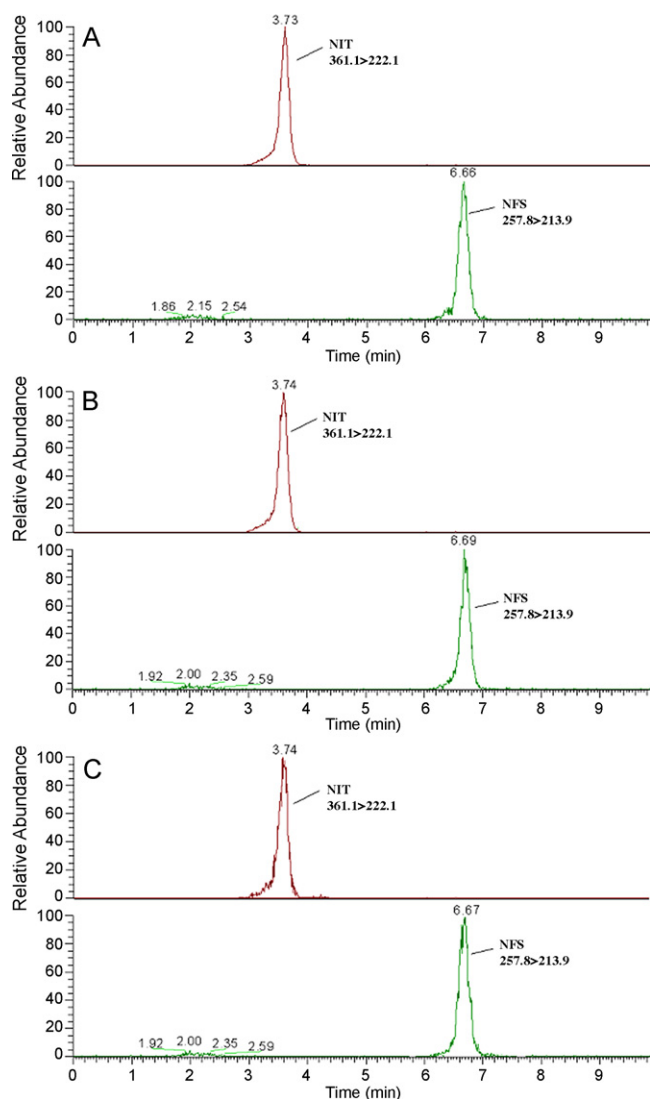 A
Relative Abundance
100
80
60
40
20
0
3.73
NIT
361.1>222.1
100
80
60
40
20
0
6.66
NFS
257.8>213.9
1.86 2.15 2.54
0 1 2 3 4 5 6 7 8 9
Time (min)
B
Relative Abundance
100
80
60
40
20
0
3.74
NIT
361.1>222.1
100
80
60
40
20
0
6.69
NFS
257.8>213.9
1.92 2.00 2.35 2.59
0 1 2 3 4 5 6 7 8 9
Time (min)
C
Relative Abundance
100
80
60
40
20
0
3.74
NIT
361.1>222.1
100
80
60
40
20
0
6.67
NFS
257.8>213.9
1.92 2.00 2.35 2.59
0 1 2 3 4 5 6 7 8 9
Time (min)